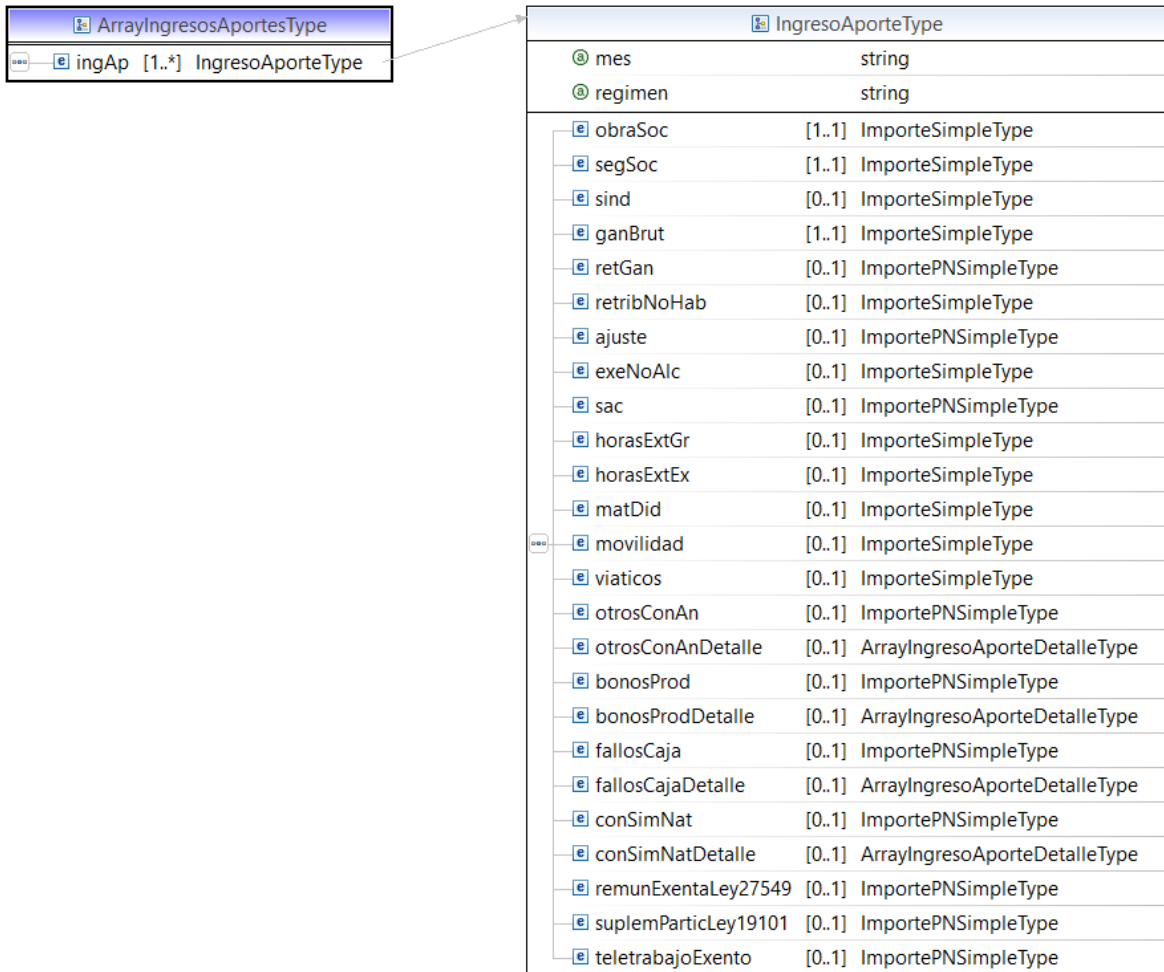 ArrayIngresosAportesType
e ingAp [1..*] IngresoAporteType
IngresoAporteType
a mes string
a regimen string
e obraSoc [1..1] ImporteSimpleType
e segSoc [1..1] ImporteSimpleType
e sind [0..1] ImporteSimpleType
e ganBrut [1..1] ImporteSimpleType
e retGan [0..1] ImportePNSimpleType
e retribNoHab [0..1] ImporteSimpleType
e ajuste [0..1] ImportePNSimpleType
e exeNoAlc [0..1] ImporteSimpleType
e sac [0..1] ImportePNSimpleType
e horasExtGr [0..1] ImporteSimpleType
e horasExtEx [0..1] ImporteSimpleType
e matDid [0..1] ImporteSimpleType
e movilidad [0..1] ImporteSimpleType
e viaticos [0..1] ImporteSimpleType
e otrosConAn [0..1] ImportePNSimpleType
e otrosConAnDetalle [0..1] ArrayIngresoAporteDetalleType
e bonosProd [0..1] ImportePNSimpleType
e bonosProdDetalle [0..1] ArrayIngresoAporteDetalleType
e fallosCaja [0..1] ImportePNSimpleType
e fallosCajaDetalle [0..1] ArrayIngresoAporteDetalleType
e conSimNat [0..1] ImportePNSimpleType
e conSimNatDetalle [0..1] ArrayIngresoAporteDetalleType
e remunExentaLey27549 [0..1] ImportePNSimpleType
e suplemParticLey19101 [0..1] ImportePNSimpleType
e teletrabajoExento [0..1] ImportePNSimpleType